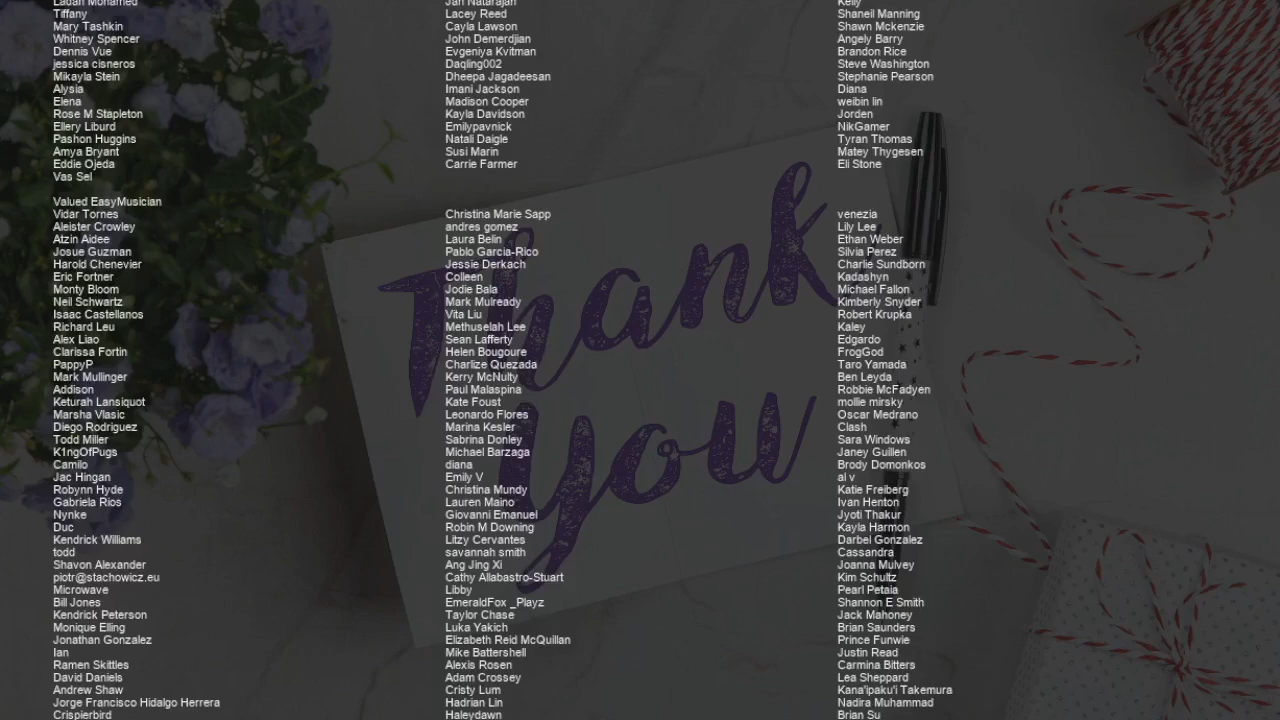 Ladan Mohamed
Tiffany
Mary Tashkin
Whitney Spencer
Dennis Vue
jessica cisneros
Mikayla Stein
Alysia
Elena
Rose M Stapleton
Ellery Liburd
Pashon Huggins
Amya Bryant
Eddie Ojeda
Vas Sel
Jan Natarajan
Lacey Reed
Cayla Lawson
John Demerdjian
Evgeniya Kvitman
Daqling002
Dheepa Jagadeesan
Imani Jackson
Madison Cooper
Kayla Davidson
Emilypavnick
Natali Daigle
Susi Marin
Carrie Farmer
Kelly
Shaneil Manning
Shawn Mckenzie
Angely Barry
Brandon Rice
Steve Washington
Stephanie Pearson
Diana
weibin lin
Jorden
NikGamer
Tyran Thomas
Matey Thygesen
Eli Stone
Valued EasyMusician
Vidar Tornes
Aleister Crowley
Atzin Aidee
Josue Guzman
Harold Chenevier
Eric Fortner
Monty Bloom
Neil Schwartz
Isaac Castellanos
Richard Leu
Alex Liao
Clarissa Fortin
PappyP
Mark Mullinger
Addison
Keturah Lansiquot
Marsha Vlasic
Diego Rodriguez
Todd Miller
K1ngOfPugs
Camilo
Jac Hingan
Robynn Hyde
Gabriela Rios
Nynke
Duc
Kendrick Williams
todd
Shavon Alexander
piotr@stachowicz.eu
Microwave
Bill Jones
Kendrick Peterson
Monique Elling
Jonathan Gonzalez
Ian
Ramen Skittles
David Daniels
Andrew Shaw
Jorge Francisco Hidalgo Herrera
Crispierbird
Christina Marie Sapp
andres gomez
Laura Belin
Pablo Garcia-Rico
Jessie Derkach
Colleen
Jodie Bala
Mark Mulready
Vita Liu
Methuselah Lee
Sean Lafferty
Helen Bougoure
Charlize Quezada
Kerry McNulty
Paul Malaspina
Kate Foust
Leonardo Flores
Marina Kesler
Sabrina Donley
Michael Barzaga
diana
Emily V
Christina Mundy
Lauren Maino
Giovanni Emanuel
Robin M Downing
Litzy Cervantes
savannah smith
Ang Jing Xi
Cathy Allabastro-Stuart
Libby
EmeraldFox _Playz
Taylor Chase
Luka Yakich
Elizabeth Reid McQuillan
Mike Battershell
Alexis Rosen
Adam Crossey
Cristy Lum
Hadrian Lin
Haleydawn
venezia
Lily Lee
Ethan Weber
Silvia Perez
Charlie Sundborn
Kadashyn
Michael Fallon
Kimberly Snyder
Robert Krupka
Kaley
Edgardo
FrogGod
Taro Yamada
Ben Leyda
Robbie McFadyen
mollie mirsky
Oscar Medrano
Clash
Sara Windows
Janey Guillen
Brody Domonkos
al v
Katie Freiberg
Ivan Henton
Jyoti Thakur
Kayla Harmon
Darbel Gonzalez
Cassandra
Joanna Mulvey
Kim Schultz
Pearl Petaia
Shannon E Smith
Jack Mahoney
Brian Saunders
Prince Funwie
Justin Read
Carmina Bitters
Lea Sheppard
Kana'ipaku'i Takemura
Nadira Muhammad
Brian Su
Thank
you